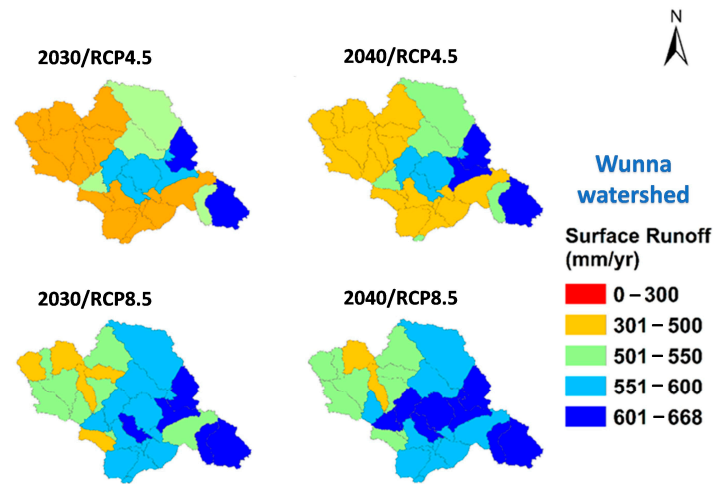 N
2030/RCP4.5
2040/RCP4.5
Wunna
watershed
Surface Runoff
(mm/yr)
0 – 300
301 – 500
501 – 550
551 – 600
601 – 668
2030/RCP8.5
2040/RCP8.5